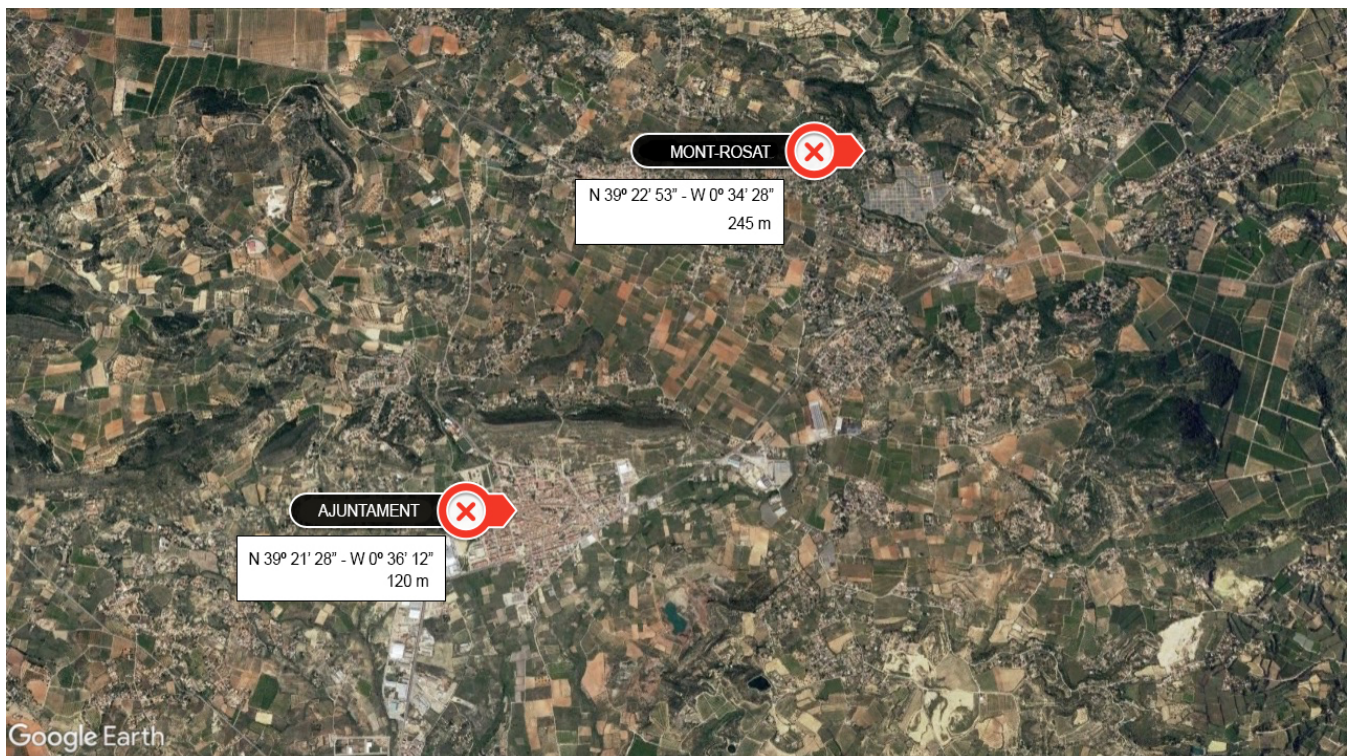 MONT-ROSAT
N 39º 22’ 53” - W 0º 34’ 28”
245 m
AJUNTAMENT
N 39º 21’ 28” - W 0º 36’ 12”
120 m
Google Earth